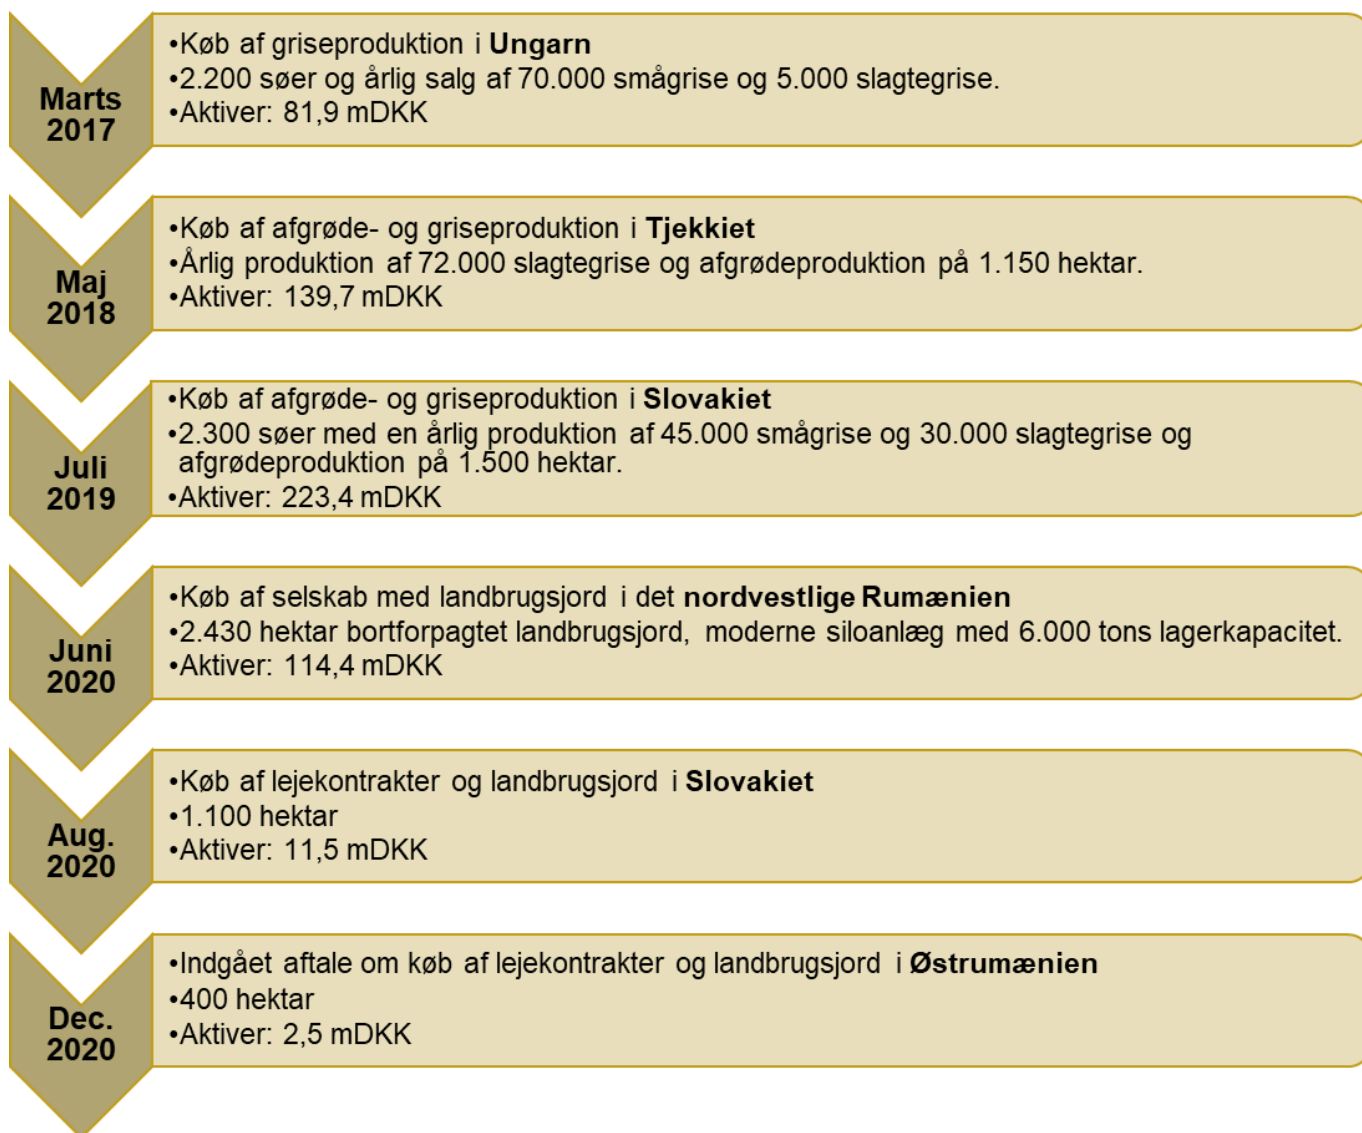 Marts
2017
•Køb af griseproduktion i Ungarn
•2.200 søer og årlig salg af 70.000 smågrise og 5.000 slagtegrise.
•Aktiver: 81,9 mDKK
Maj
2018
•Køb af afgrøde- og griseproduktion i Tjekkiet
•Årlig produktion af 72.000 slagtegrise og afgrødeproduktion på 1.150 hektar.
•Aktiver: 139,7 mDKK
Juli
2019
•Køb af afgrøde- og griseproduktion i Slovakiet
•2.300 søer med en årlig produktion af 45.000 smågrise og 30.000 slagtegrise og
afgrødeproduktion på 1.500 hektar.
•Aktiver: 223,4 mDKK
Juni
2020
•Køb af selskab med landbrugsjord i det nordvestlige Rumænien
•2.430 hektar bortforpagtet landbrugsjord, moderne siloanlæg med 6.000 tons lagerkapacitet.
•Aktiver: 114,4 mDKK
Aug.
2020
•Køb af lejekontrakter og landbrugsjord i Slovakiet
•1.100 hektar
•Aktiver: 11,5 mDKK
Dec.
2020
•Indgået aftale om køb af lejekontrakter og landbrugsjord i Østrumænien
•400 hektar
•Aktiver: 2,5 mDKK